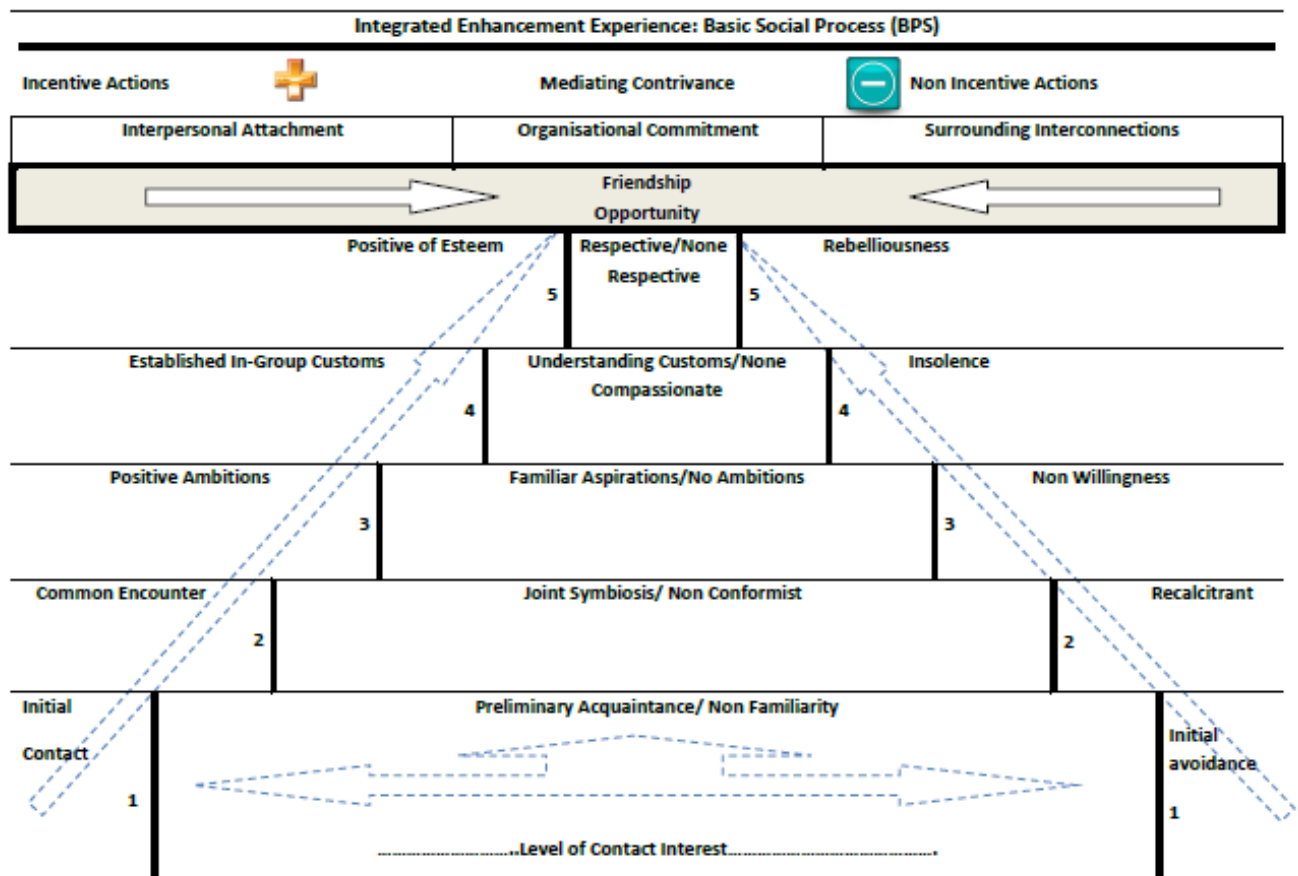 Integrated Enhancement Experience: Basic Social Process (BPS)
Incentive Actions Mediating Contrivance Non Incentive Actions
Interpersonal Attachment Organisational Commitment Surrounding Interconnections
Friendship
Opportunity
Positive of Esteem Respective/None Rebelliousness
Respective
5 5
Established In-Group Customs Understanding Customs/None Insolence
Compassionate
4 4
Positive Ambitions Familiar Aspirations/No Ambitions Non Willingness
3 3
Common Encounter Joint Symbiosis/ Non Conformist Recalcitrant
2 2
Initial Preliminary Acquaintance/ Non Familiarity
Initial
Contact avoidance
1 1
................................Level of Contact Interest................................................